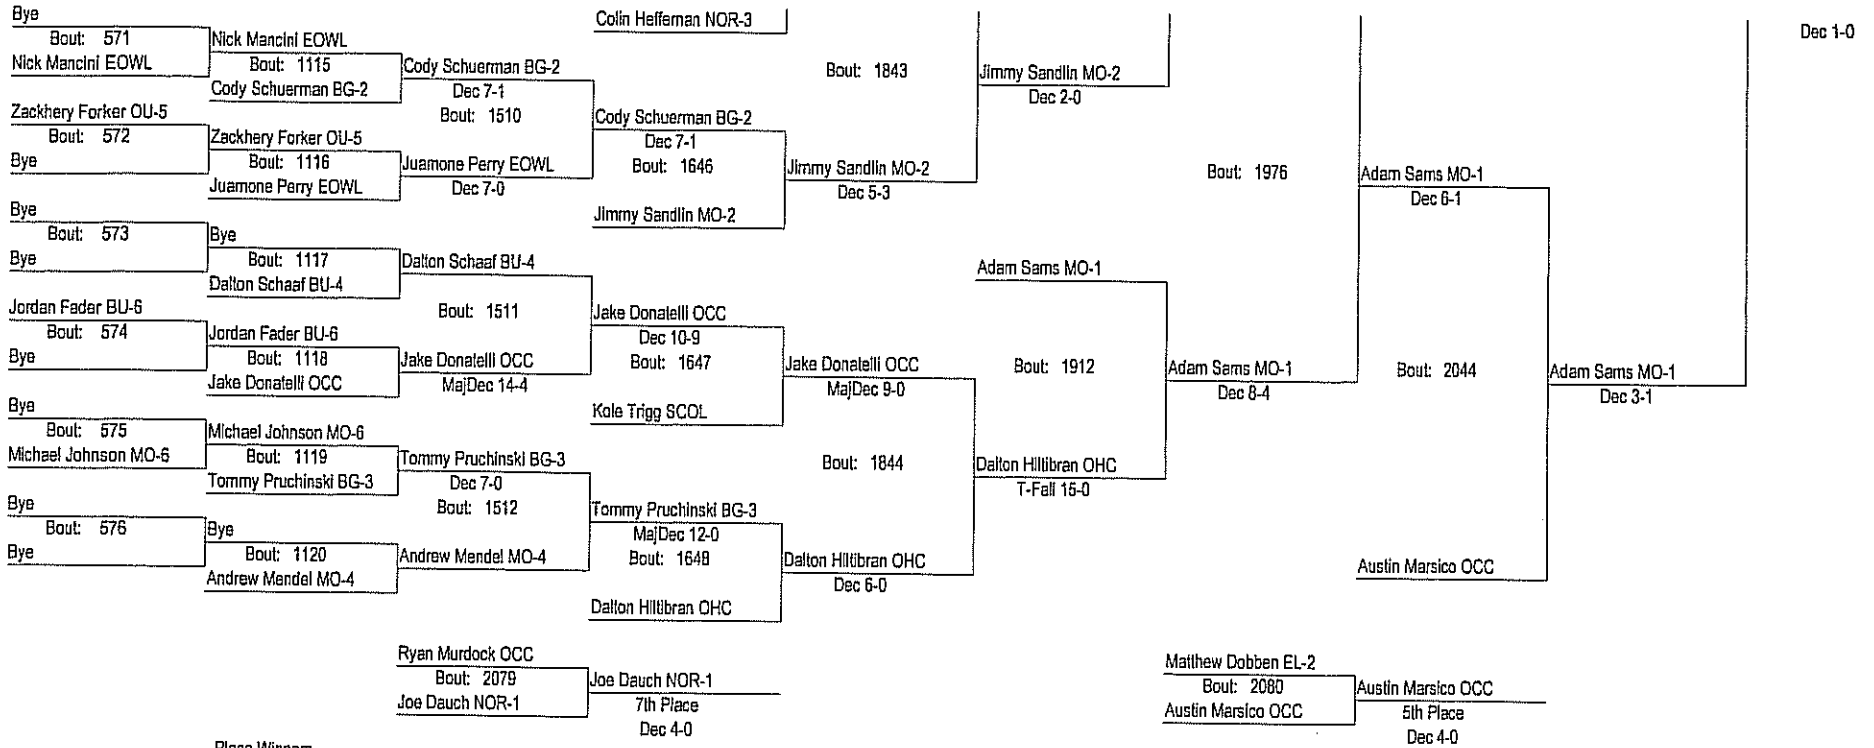 Bye
Bout: 571
Nick Mancini EOWL
Zackhery Forker OU-5
Bout: 572
Bye
Bye
Bout: 573
Bye
Jordan Fader BU-6
Bout: 574
Bye
Bye
Bout: 575
Michael Johnson MO-6
Bye
Bout: 576
Bye
Nick Mancini EOWL
Bout: 1115
Cody Schuerman BG-2
Zackhery Forker OU-5
Bout: 1116
Juamone Perry EOWL
Bye
Bout: 1117
Dalton Schaaf BU-4
Jordan Fader BU-6
Bout: 1118
Jake Donatelli OCC
Michael Johnson MO-6
Bout: 1119
Tommy Pruchinski BG-3
Bye
Bout: 1120
Andrew Mendel MO-4
Cody Schuerman BG-2
Dec 7-1
Bout: 1510
Juamone Perry EOWL
Dec 7-0
Dalton Schaaf BU-4
Bout: 1511
Jake Donatelli OCC
MajDec 14-4
Tommy Pruchinski BG-3
Dec 7-0
Bout: 1512
Andrew Mendel MO-4
Colin Heffernan NOR-3
Cody Schuerman BG-2
Dec 7-1
Bout: 1646
Jimmy Sandlin MO-2
Jake Donatelli OCC
Dec 10-9
Bout: 1647
Kole Trigg SCOL
Tommy Pruchinski BG-3
MajDec 12-0
Bout: 1648
Dalton Hiltibran OHC
Bout: 1843
Jimmy Sandlin MO-2
Dec 5-3
Jake Donatelli OCC
MajDec 9-0
Bout: 1844
Dalton Hiltibran OHC
Dec 6-0
Jimmy Sandlin MO-2
Dec 2-0
Adam Sams MO-1
Bout: 1912
Dalton Hiltibran OHC
T-Fall 15-0
Bout: 1976
Adam Sams MO-1
Dec 8-4
Adam Sams MO-1
Dec 6-1
Bout: 2044
Austin Marsico OCC
Adam Sams MO-1
Dec 3-1
Dec 1-0
Ryan Murdock OCC
Bout: 2079
Joe Dauch NOR-1
Joe Dauch NOR-1
7th Place
Dec 4-0
Matthew Dobben EL-2
Bout: 2080
Austin Marsico OCC
Austin Marsico OCC
5th Place
Dec 4-0
Place Winners